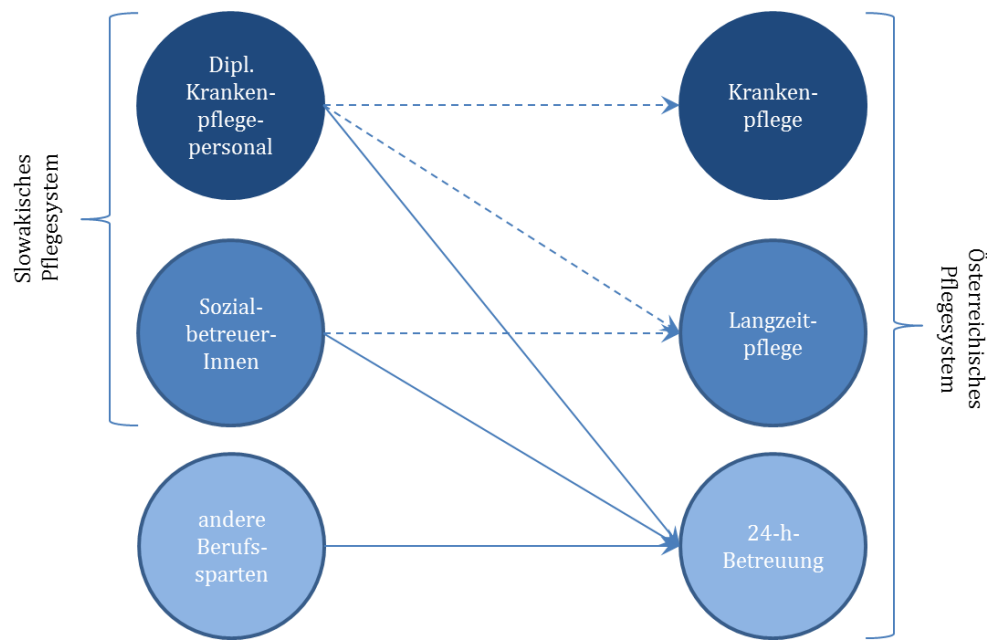 Slowakisches
Pflegesystem
Dipl.
Kranken-
pflege-
personal
Kranken-
pflege
Sozial-
betreuer-
Innen
Langzeit-
pflege
andere
Berufs-
sparten
24-h-
Betreuung
Österreichisches
Pflegesystem